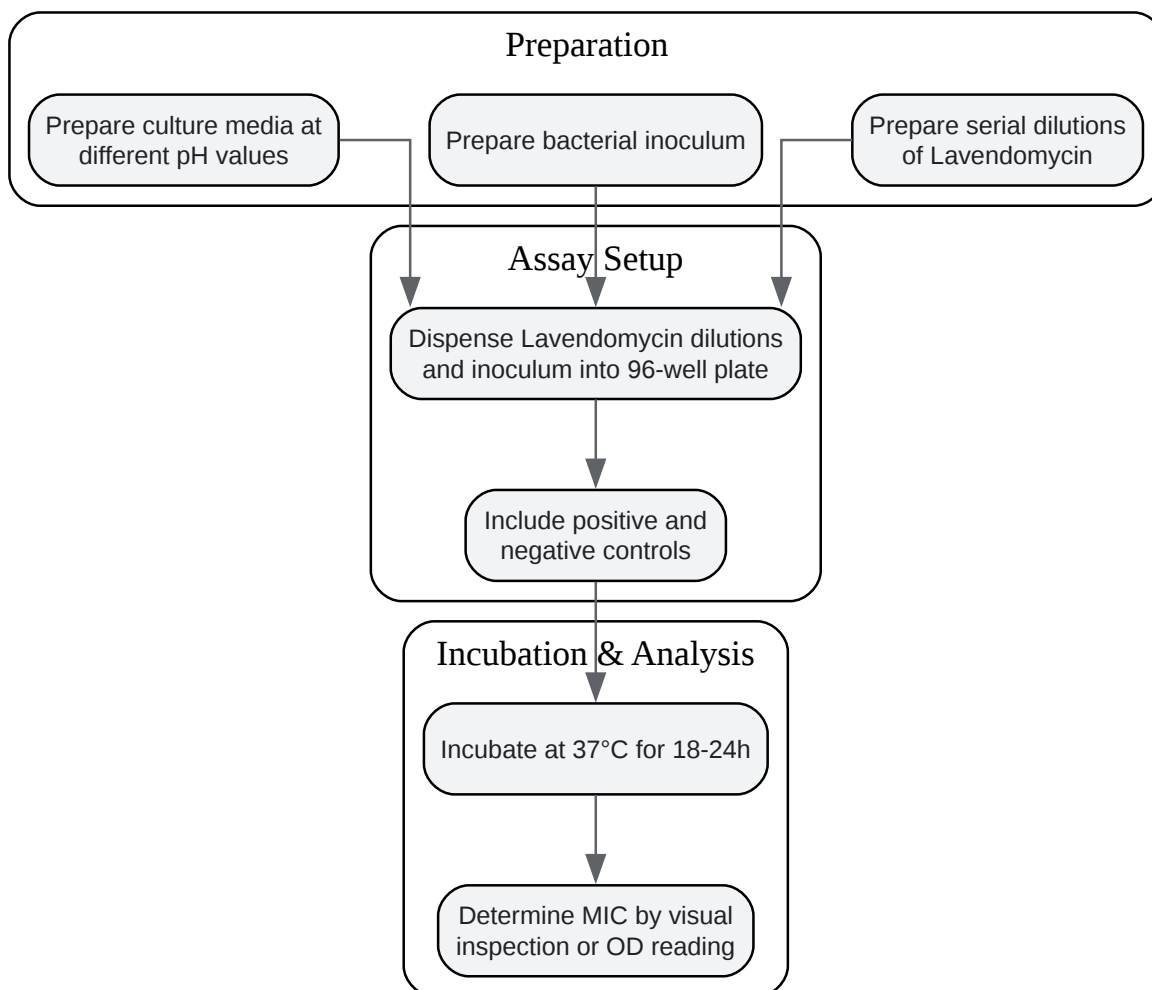 Preparation
Prepare culture media at
different pH values
Prepare bacterial inoculum
Prepare serial dilutions
of Lavendomycin
Assay Setup
Dispense Lavendomycin dilutions
and inoculum into 96-well plate
Include positive and
negative controls
Incubation & Analysis
Incubate at 37°C for 18-24h
Determine MIC by visual
inspection or OD reading